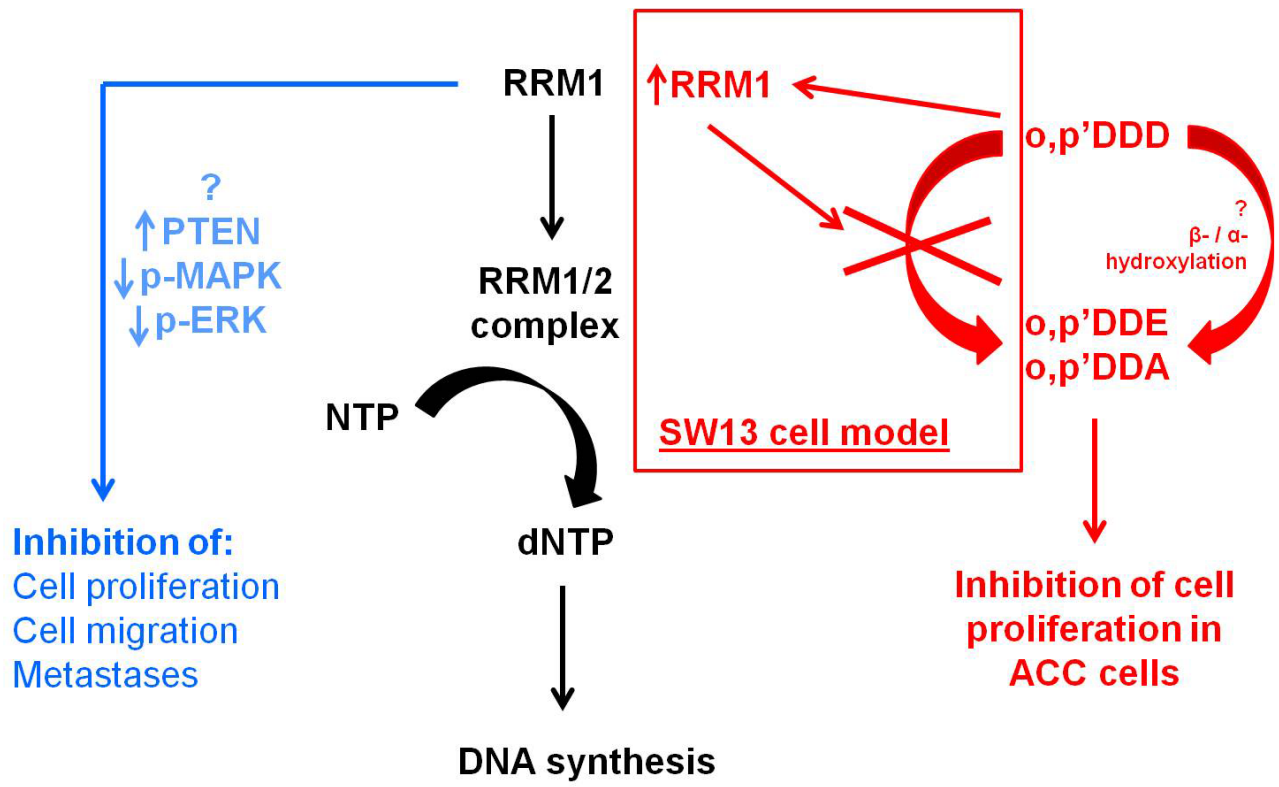 RRM1
↑RRM1
o,p’DDD
?
↑PTEN
↓p-MAPK
↓p-ERK
?
β- / α-
hydroxylation
RRM1/2
complex
o,p’DDE
o,p’DDA
NTP
SW13 cell model
dNTP
Inhibition of:
Cell proliferation
Cell migration
Metastases
Inhibition of cell
proliferation in
ACC cells
DNA synthesis